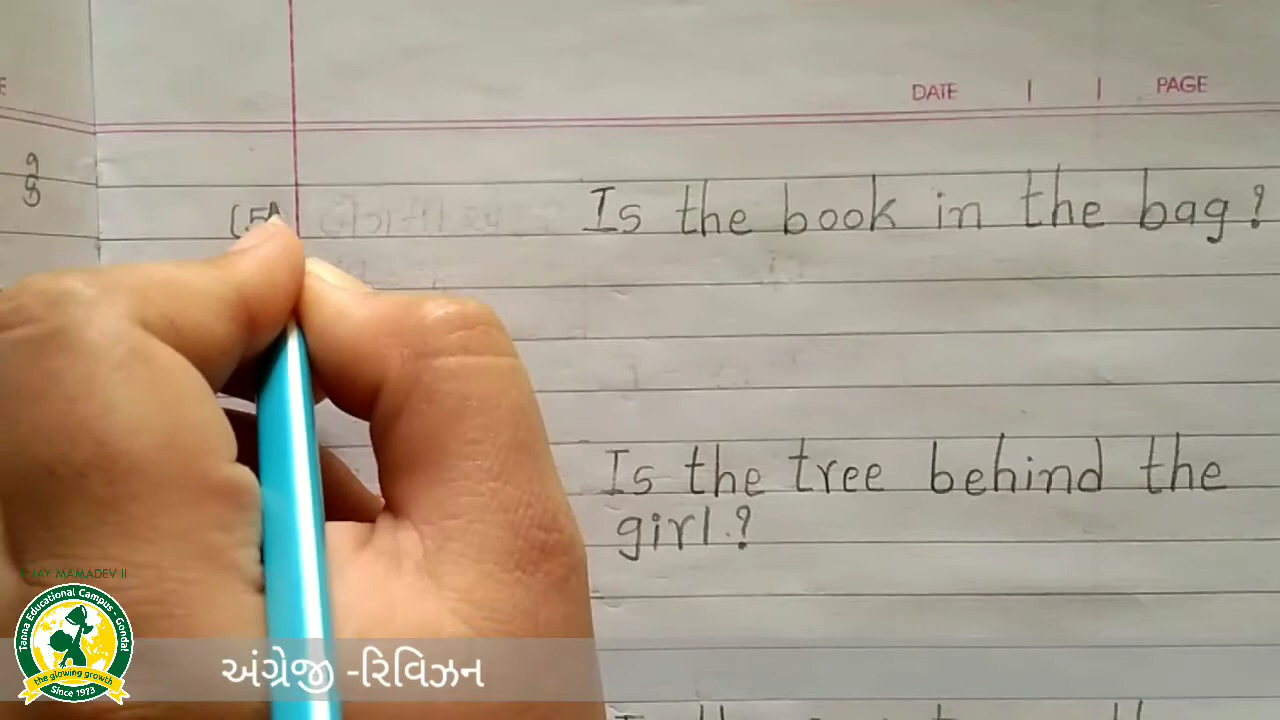 DATE | | PAGE
Is the book in the bag?
Is the tree behind the
girl.?
|| JAY MAMADEV ||
Tanna Educational Campus - Gondal
the glowing growth
Since 1973
અંગ્રેજી -રિવિઝન